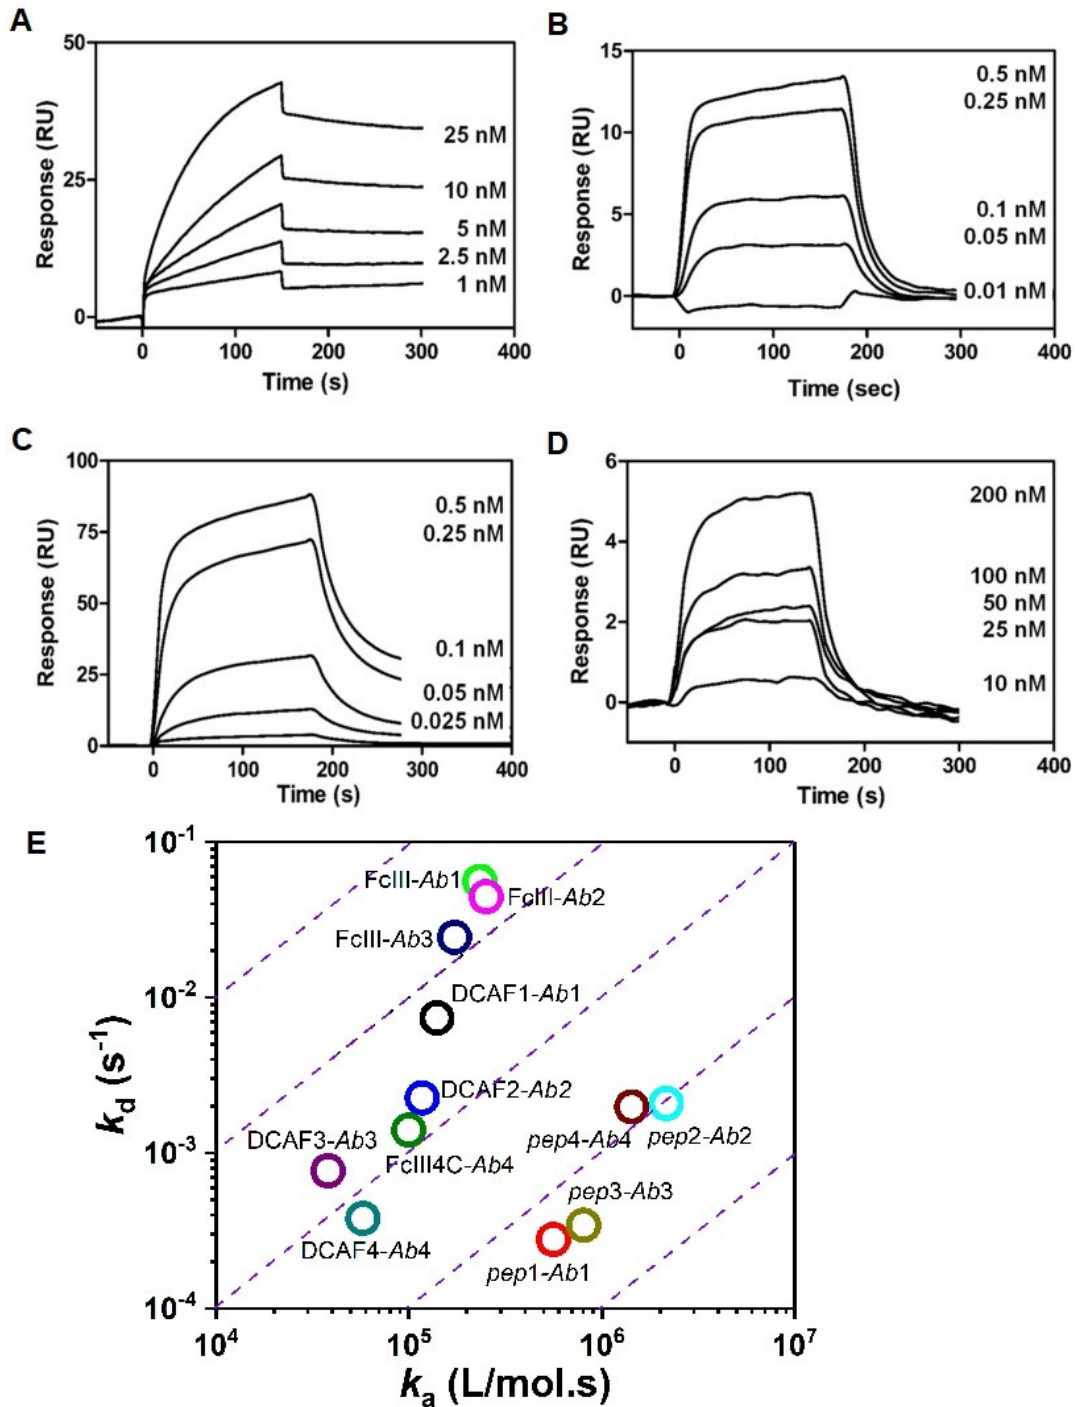 A
50
25
0
Response (RU)
25 nM
10 nM
5 nM
2.5 nM
1 nM
0 100 200 300 400
Time (s)
B
15
10
5
0
Response (RU)
0.5 nM
0.25 nM
0.1 nM
0.05 nM
0.01 nM
0 100 200 300 400
Time (sec)
C
100
75
50
25
0
Response (RU)
0.5 nM
0.25 nM
0.1 nM
0.05 nM
0.025 nM
0 100 200 300 400
Time (s)
D
6
4
2
0
Response (RU)
200 nM
100 nM
50 nM
25 nM
10 nM
0 100 200 300 400
Time (s)
E
10⁻¹
10⁻²
10⁻³
10⁻⁴
k_d (s⁻¹)
FcIII-Ab1
FcIII-Ab2
FcIII-Ab3
DCAF1-Ab1
DCAF2-Ab2
DCAF3-Ab3
FcIII4C-Ab4
pep4-Ab4 pep2-Ab2
pep3-Ab3
DCAF4-Ab4
pep1-Ab1
10⁴ 10⁵ 10⁶ 10⁷
k_a (L/mol.s)